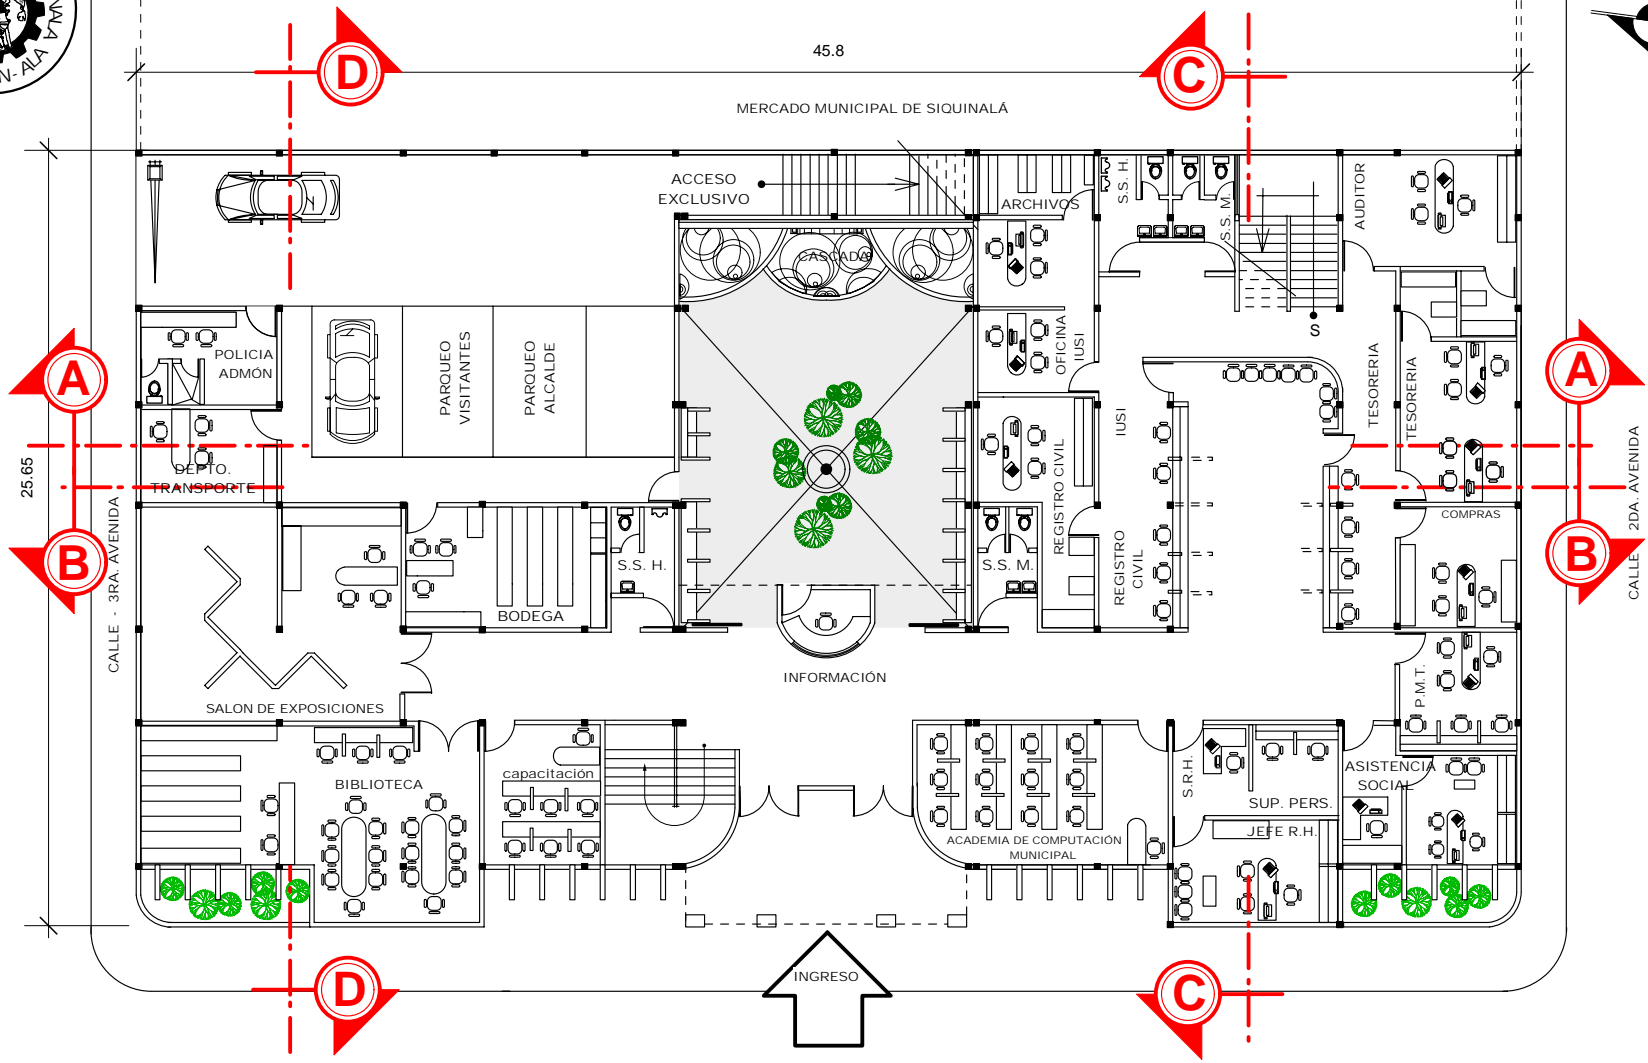 NALA
N-ALA
D
C
45.8
MERCADO MUNICIPAL DE SIQUINALÁ
ACCESO
EXCLUSIVO
ARCHIVOS
S.S. H.
S.S. M.
AUDITOR
CASCADA
S
POLICIA
ADMÓN
PARQUEO
VISITANTES
PARQUEO
ALCALDE
OFICINA
IUSI
IUSI
TESORERIA
TESORERIA
A
A
DEPTO.
TRANSPORTE
25.65
CALLE - 3RA. AVENIDA
CALLE 2DA AVENIDA
REGISTRO CIVIL
REGISTRO
CIVIL
COMPRAS
B
B
S.S. H.
S.S. M.
BODEGA
INFORMACIÓN
SALON DE EXPOSICIONES
P.M.T.
BIBLIOTECA
capacitación
S.R.H.
SUP. PERS.
JEFE R.H.
ASISTENCIA
SOCIAL
ACADEMIA DE COMPUTACIÓN
MUNICIPAL
INGRESO
D
C